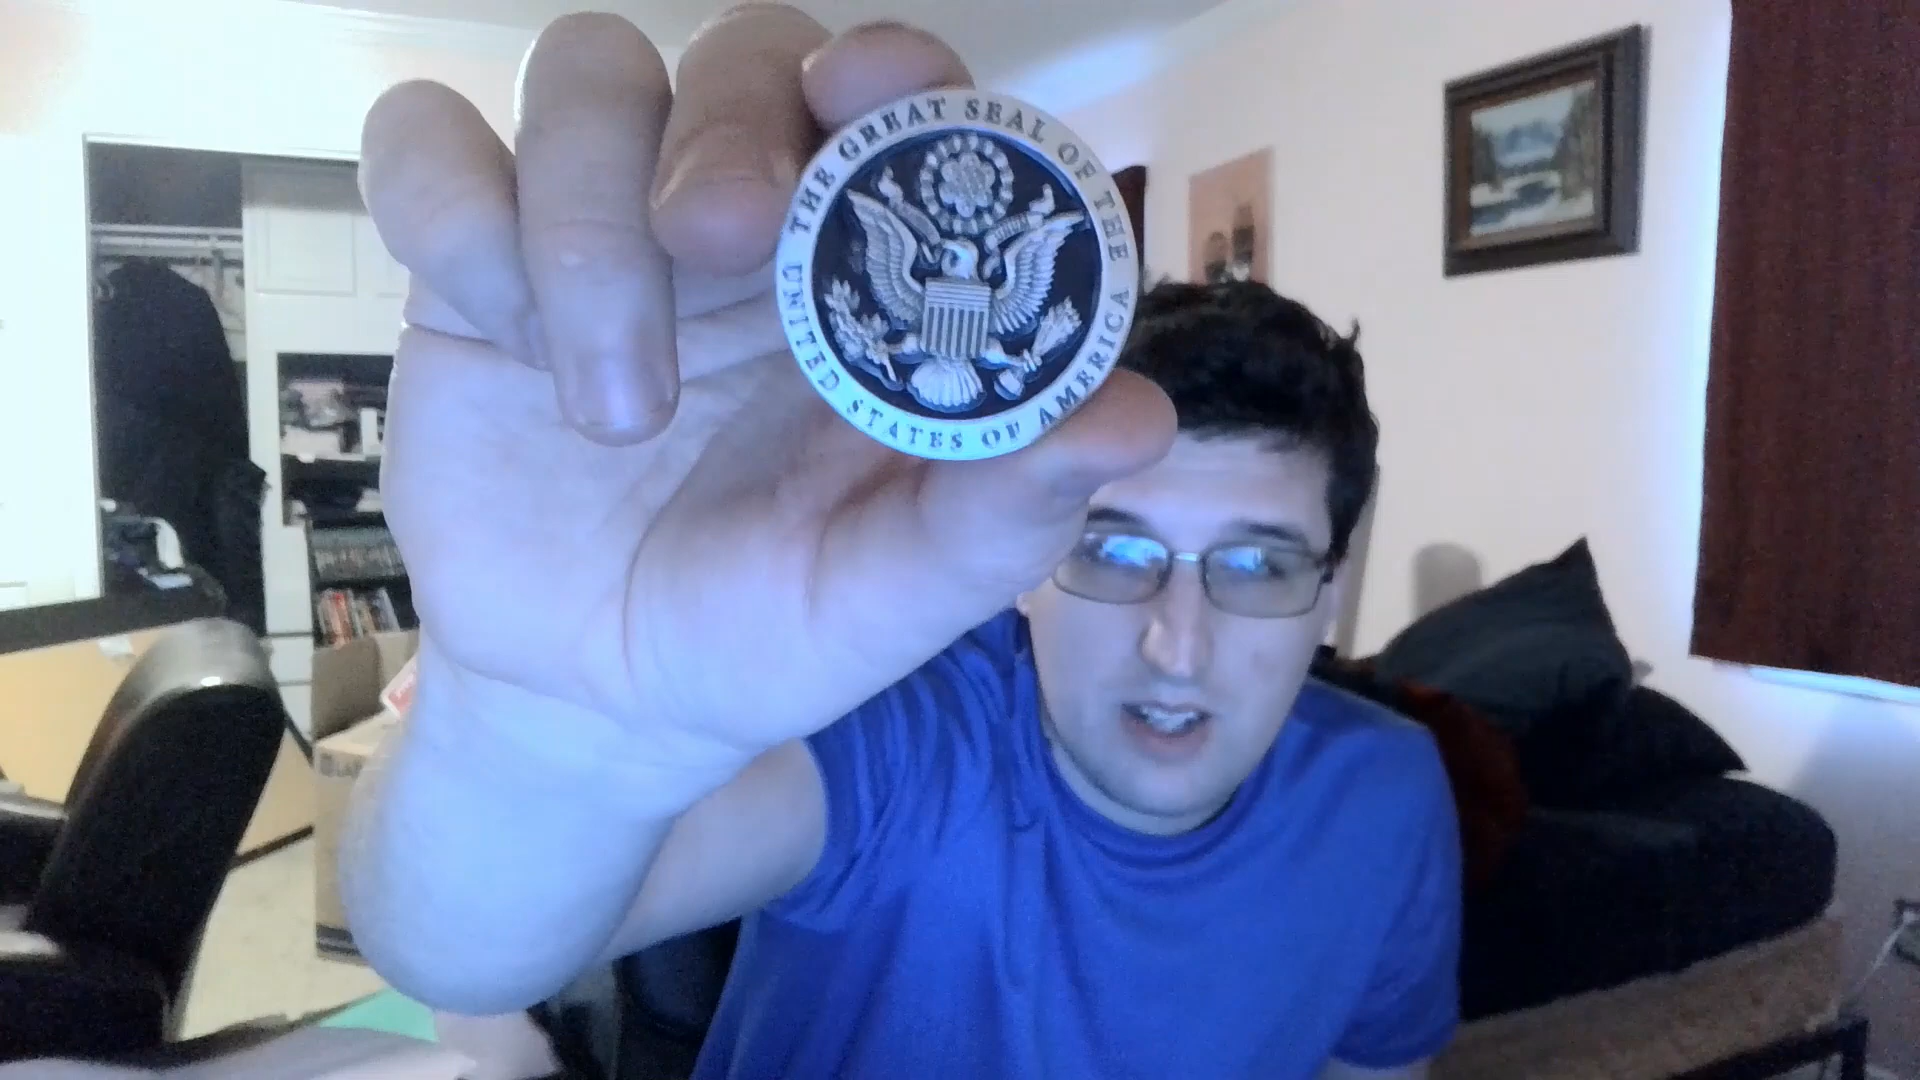 THE GREAT SEAL OF THE
UNITED STATES OF AMERICA